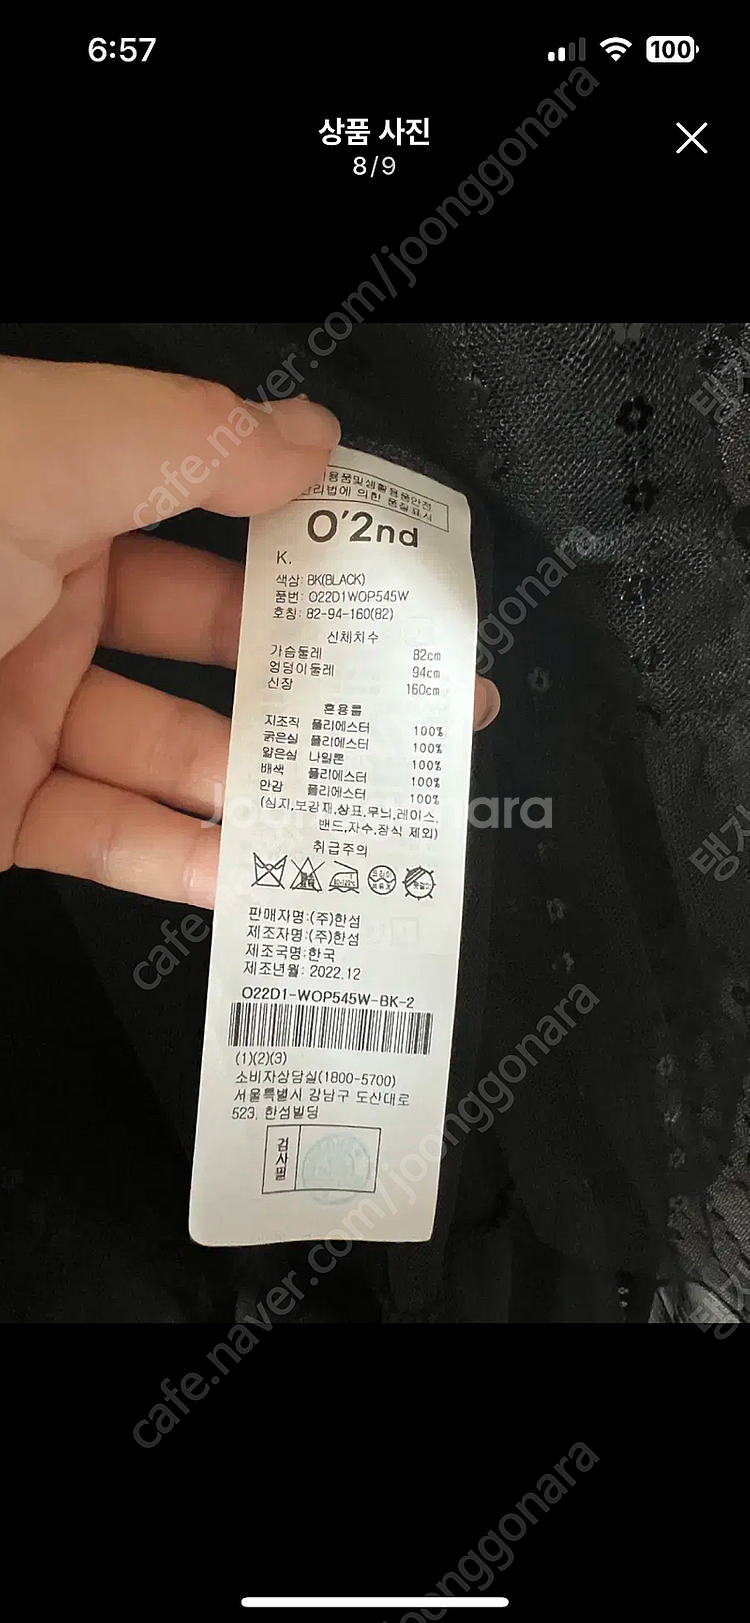 6:57
100
상품 사진
8/9
용품및생활용품안전
관리법에 의한 품질표시
O'2nd
K.
색상: BK(BLACK)
품번: O22D1WOP545W
호칭: 82-94-160(82)
신체치수
가슴둘레 82cm
엉덩이둘레 94cm
신장 160cm
혼용률
지조직 폴리에스터 100%
굵은실 폴리에스터 100%
얇은실 나일론 100%
배색 폴리에스터 100%
안감 폴리에스터 100%
(심지,보강재,상표,무늬,레이스,
밴드,자수,장식 제외)
취급주의
판매자명:(주)한섬
제조자명:(주)한섬
제조국명:한국
제조년월: 2022.12
O22D1-WOP545W-BK-2
(1)(2)(3)
소비자상담실(1800-5700)
서울특별시 강남구 도산대로
523, 한섬빌딩
검사필
cafe.naver.com/joonggonara
cafe.naver.com/joonggonara
cafe.naver.com/joonggonara
joonggonara
Joonggonara